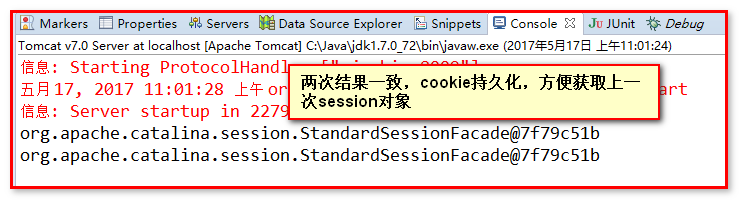 Markers Properties Servers Data Source Explorer Snippets Console JUnit Debug
Tomcat v7.0 Server at localhost [Apache Tomcat] C:\Java\jdk1.7.0_72\bin\javaw.exe (2017年5月17日 上午11:01:24)
信息: Starting ProtocolHandler
五月 17, 2017 11:01:28 上午 or
art
信息: Server startup in 2279
两次结果一致，cookie持久化，方便获取上一
次session对象
org.apache.catalina.session.StandardSessionFacade@7f79c51b
org.apache.catalina.session.StandardSessionFacade@7f79c51b